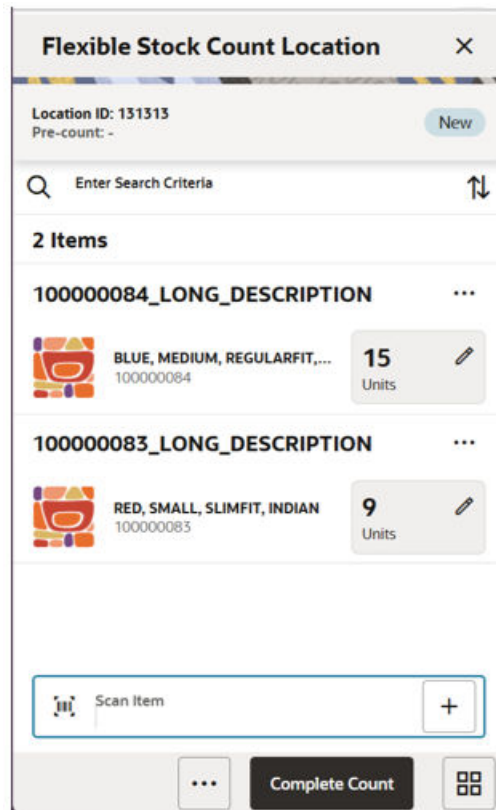 Flexible Stock Count Location
Location ID: 131313
Pre-count: -
New
Enter Search Criteria
2 Items
100000084_LONG_DESCRIPTION
BLUE, MEDIUM, REGULARFIT,...
100000084
15
Units
100000083_LONG_DESCRIPTION
RED, SMALL, SLIMFIT, INDIAN
100000083
9
Units
Scan Item
Complete Count